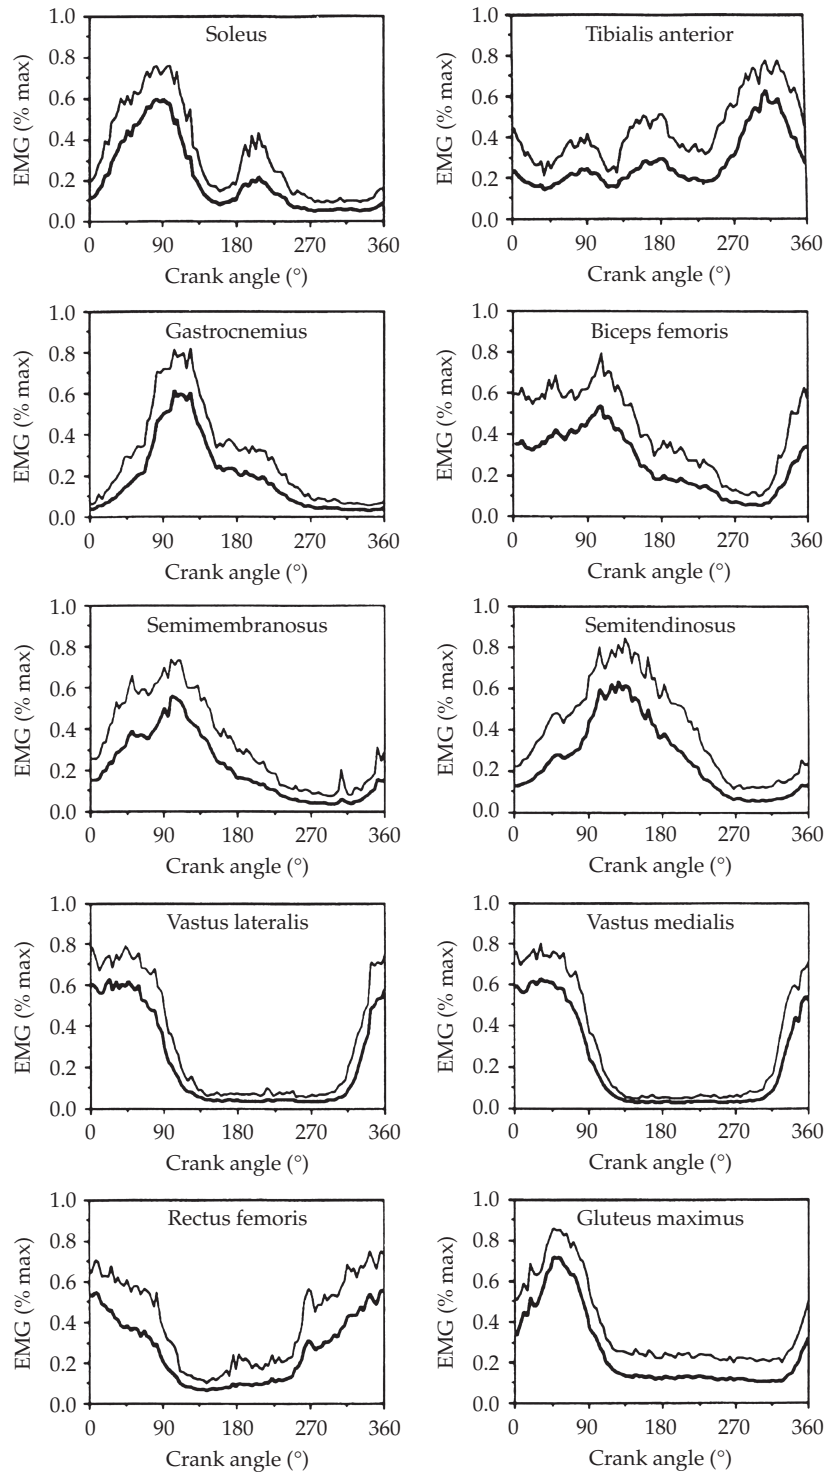 Soleus
EMG (% max)
1.0
0.8
0.6
0.4
0.2
0.0
0 90 180 270 360
Crank angle (°)
Tibialis anterior
EMG (% max)
1.0
0.8
0.6
0.4
0.2
0.0
0 90 180 270 360
Crank angle (°)
Gastrocnemius
EMG (% max)
1.0
0.8
0.6
0.4
0.2
0.0
0 90 180 270 360
Crank angle (°)
Biceps femoris
EMG (% max)
1.0
0.8
0.6
0.4
0.2
0.0
0 90 180 270 360
Crank angle (°)
Semimembranosus
EMG (% max)
1.0
0.8
0.6
0.4
0.2
0.0
0 90 180 270 360
Crank angle (°)
Semitendinosus
EMG (% max)
1.0
0.8
0.6
0.4
0.2
0.0
0 90 180 270 360
Crank angle (°)
Vastus lateralis
EMG (% max)
1.0
0.8
0.6
0.4
0.2
0.0
0 90 180 270 360
Crank angle (°)
Vastus medialis
EMG (% max)
1.0
0.8
0.6
0.4
0.2
0.0
0 90 180 270 360
Crank angle (°)
Rectus femoris
EMG (% max)
1.0
0.8
0.6
0.4
0.2
0.0
0 90 180 270 360
Crank angle (°)
Gluteus maximus
EMG (% max)
1.0
0.8
0.6
0.4
0.2
0.0
0 90 180 270 360
Crank angle (°)